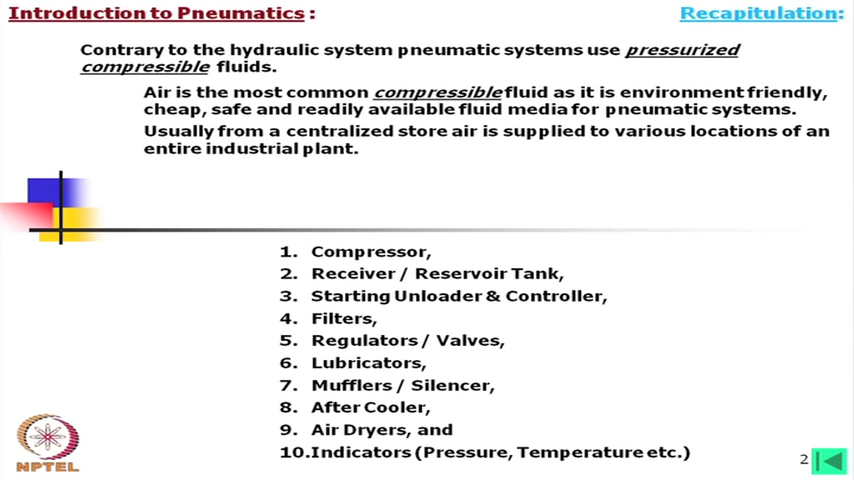 Introduction to Pneumatics : Recapitulation:
Contrary to the hydraulic system pneumatic systems use pressurized
compressible fluids.
Air is the most common compressible fluid as it is environment friendly,
cheap, safe and readily available fluid media for pneumatic systems.
Usually from a centralized store air is supplied to various locations of an
entire industrial plant.
1. Compressor,
2. Receiver / Reservoir Tank,
3. Starting Unloader & Controller,
4. Filters,
5. Regulators / Valves,
6. Lubricators,
7. Mufflers / Silencer,
8. After Cooler,
9. Air Dryers, and
10.Indicators (Pressure, Temperature etc.)
NPTEL
2